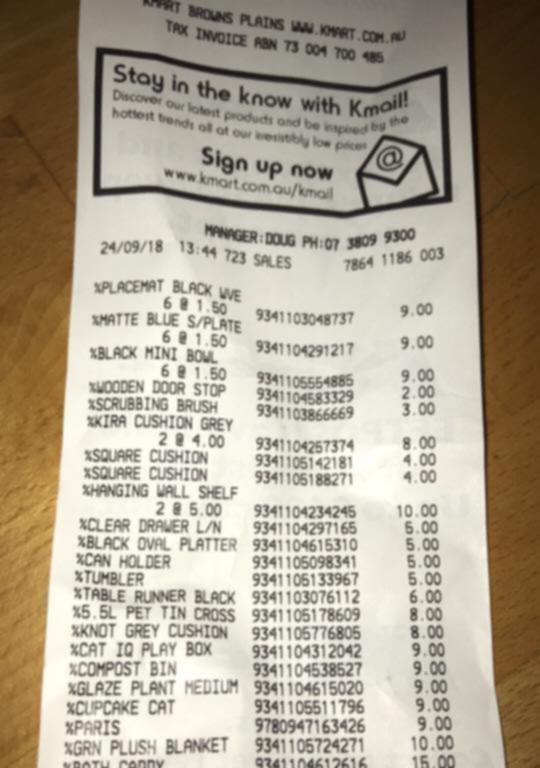 KMART BROWNS PLAINS WWW.KMART.COM.AU
TAX INVOICE ABN 73 004 700 485
Stay in the know with Kmail!
Discover our latest products and be inspired by the
hottest trends all at our irresistibly low prices
@
Sign up now
www.kmart.com.au/kmail
MANAGER:DOUG PH:07 3809 9300
24/09/18 13:44 723 SALES 7864 1186 003
%PLACEMAT BLACK WVE
6 @ 1.50 9341103048737 9.00
%MATTE BLUE S/PLATE
6 @ 1.50 9341104291217 9.00
%BLACK MINI BOWL
6 @ 1.50 9341105554885 9.00
%WOODEN DOOR STOP 9341104583329 2.00
%SCRUBBING BRUSH 9341103866669 3.00
%KIRA CUSHION GREY
2 @ 4.00 9341104257374 8.00
%SQUARE CUSHION 9341105142181 4.00
%SQUARE CUSHION 9341105188271 4.00
%HANGING WALL SHELF
2 @ 5.00 9341104234245 10.00
%CLEAR DRAWER L/N 9341104297165 5.00
%BLACK OVAL PLATTER 9341104615310 5.00
%CAN HOLDER 9341105098341 5.00
%TUMBLER 9341105133967 5.00
%TABLE RUNNER BLACK 9341103076112 6.00
%5.5L PET TIN CROSS 9341105178609 8.00
%KNOT GREY CUSHION 9341105776805 8.00
%CAT IQ PLAY BOX 9341104312042 9.00
%COMPOST BIN 9341104538527 9.00
%GLAZE PLANT MEDIUM 9341104615020 9.00
%CUPCAKE CAT 9341105511796 9.00
%PARIS 9780947163426 9.00
%GRN PLUSH BLANKET 9341105724271 10.00
%BATH CADDY 9341104612616 15.00